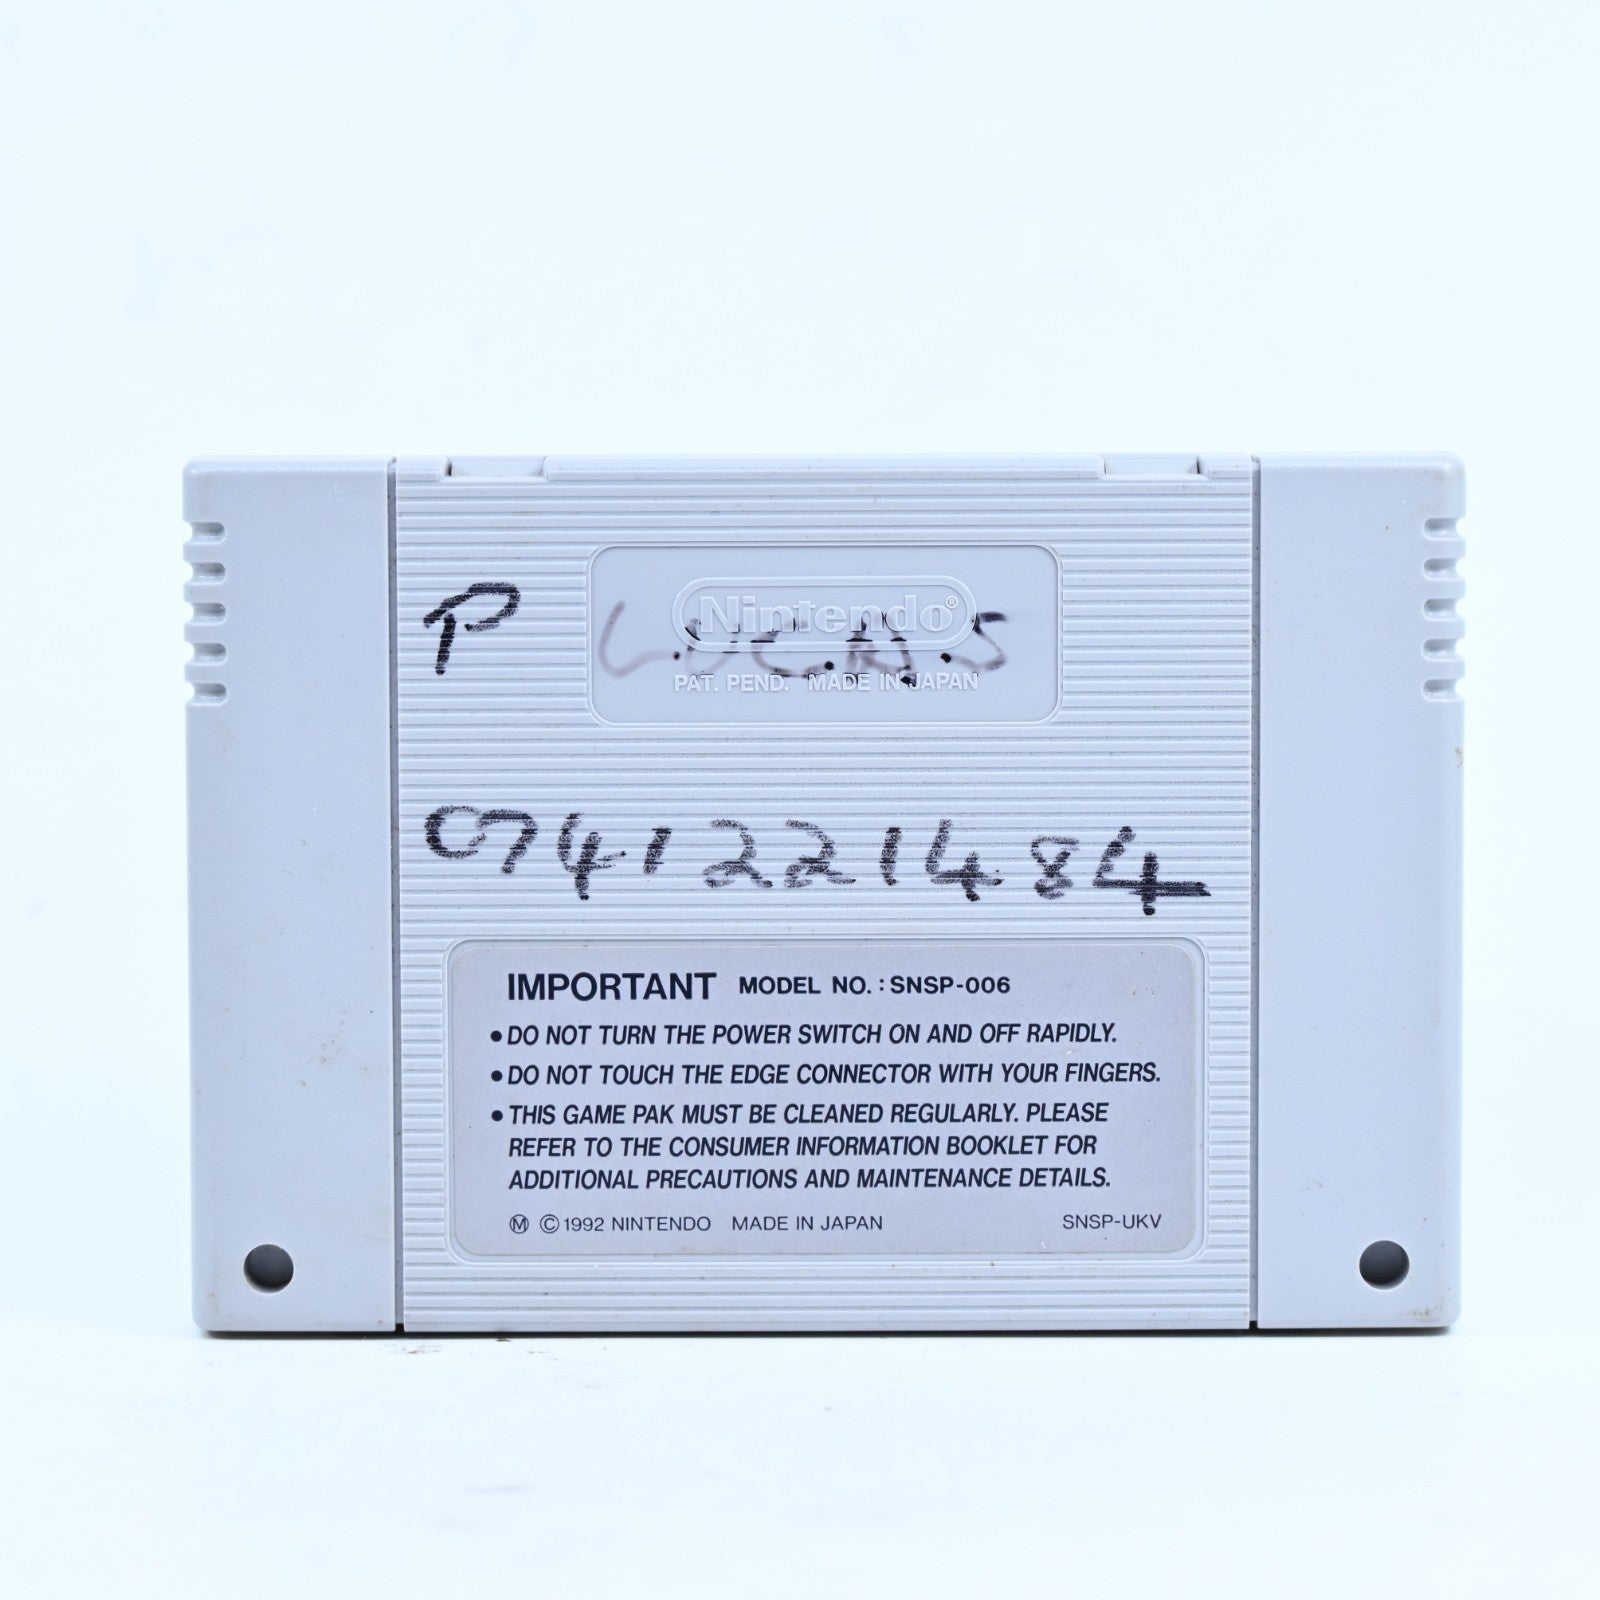 Nintendo®
P LUCAS
PAT. PEND. MADE IN JAPAN
0741221484
IMPORTANT MODEL NO.: SNSP-006
• DO NOT TURN THE POWER SWITCH ON AND OFF RAPIDLY.
• DO NOT TOUCH THE EDGE CONNECTOR WITH YOUR FINGERS.
• THIS GAME PAK MUST BE CLEANED REGULARLY. PLEASE
REFER TO THE CONSUMER INFORMATION BOOKLET FOR
ADDITIONAL PRECAUTIONS AND MAINTENANCE DETAILS.
Ⓜ © 1992 NINTENDO MADE IN JAPAN SNSP-UKV